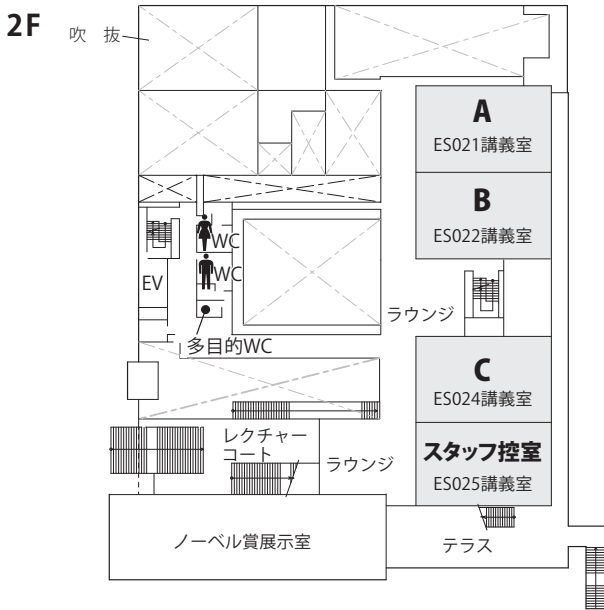 2F
吹 抜
A
ES021講義室
B
ES022講義室
WC
WC
EV
ラウンジ
多目的WC
C
ES024講義室
レクチャー
コート
ラウンジ
スタッフ控室
ES025講義室
ノーベル賞展示室
テラス